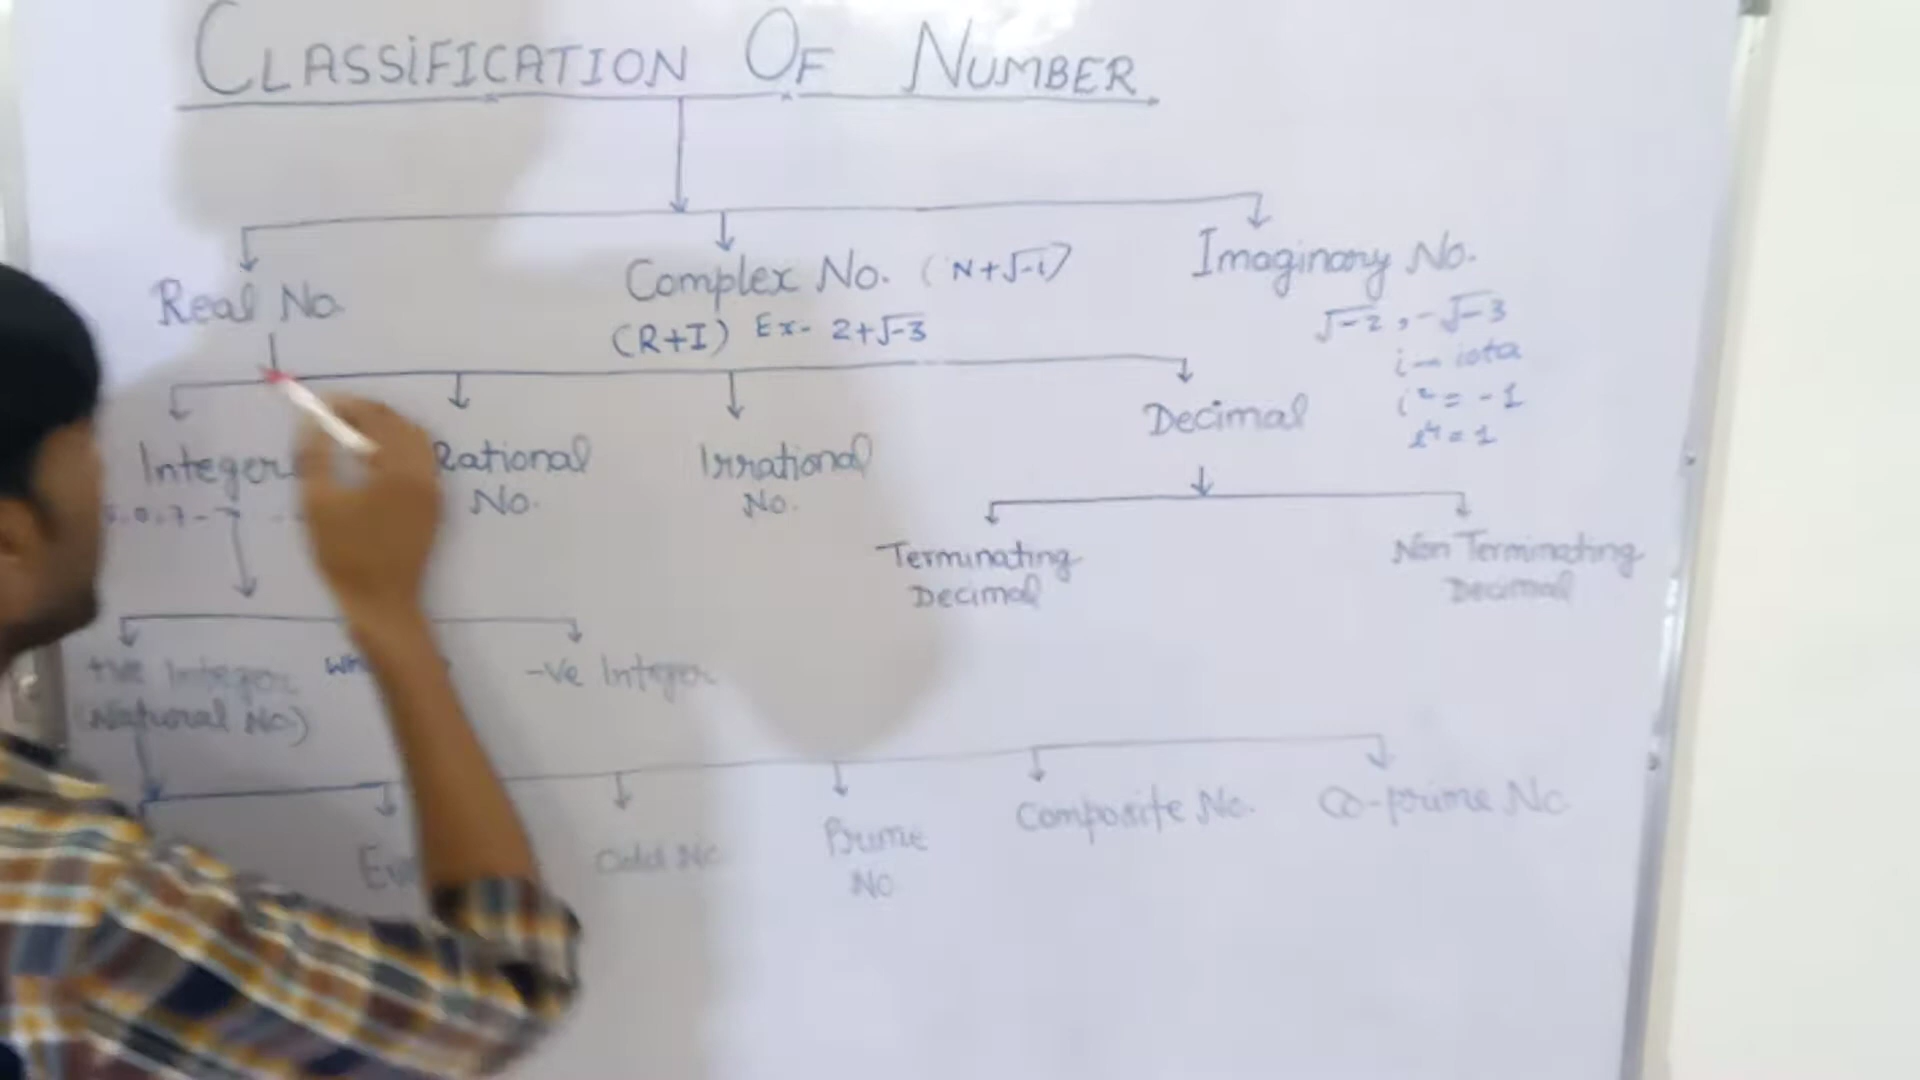 CLASSIFICATION OF NUMBER
Real No.
Complex No. (N+√-i)
(R+I) Ex- 2+√-3
Imaginary No.
√-2, -√-3
i - iota
i² = -1
i⁴ = 1
Integer
Rational
No.
Irrational
No.
Decimal
Terminating
Decimal
Non Terminating
Decimal
+ve Integer
(Natural No.)
-ve Integer
Odd No
Prime
No.
Composite No.
Co-prime No